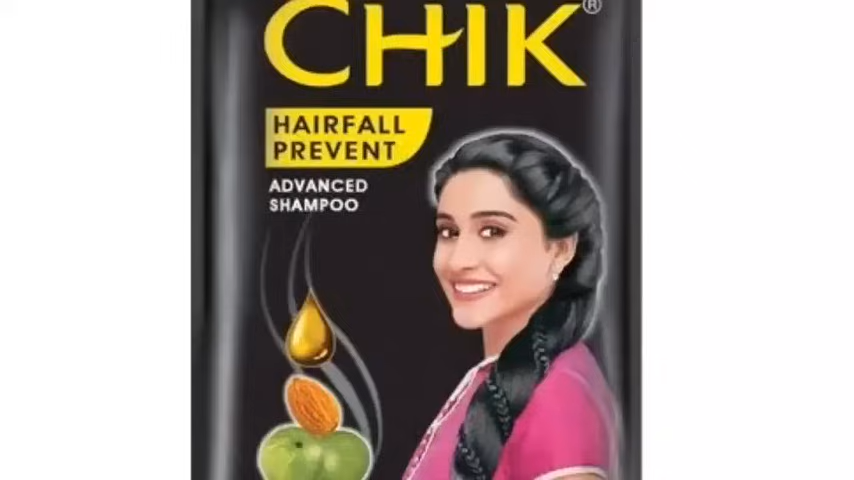 CHIK®
HAIRFALL
PREVENT
ADVANCED
SHAMPOO